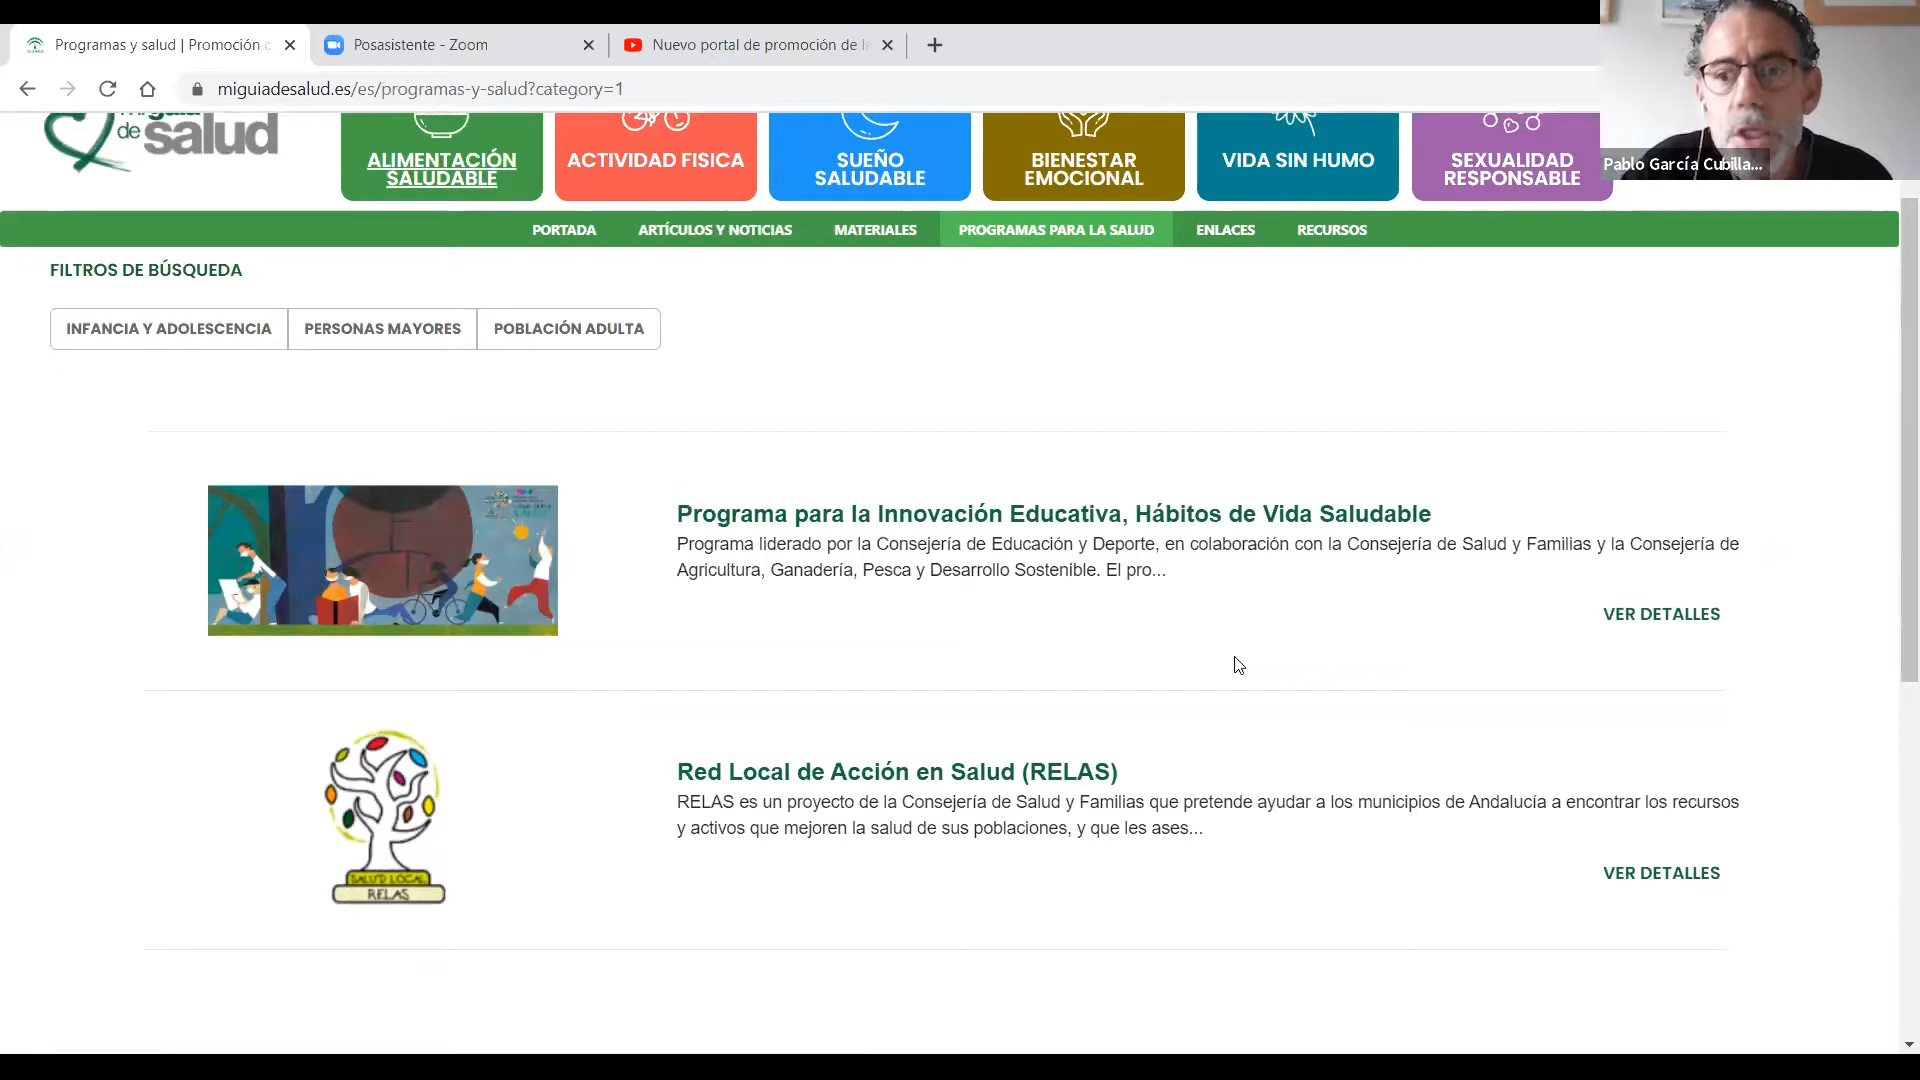 Programas y salud | Promoción
Posasistente - Zoom
Nuevo portal de promoción de la
miguiadesalud.es/es/programas-y-salud?category=1
de salud
ALIMENTACIÓN
SALUDABLE
ACTIVIDAD FISICA
SUEÑO
SALUDABLE
BIENESTAR
EMOCIONAL
VIDA SIN HUMO
SEXUALIDAD
RESPONSABLE
Pablo García Cubilla...
PORTADA ARTÍCULOS Y NOTICIAS MATERIALES PROGRAMAS PARA LA SALUD ENLACES RECURSOS
FILTROS DE BÚSQUEDA
INFANCIA Y ADOLESCENCIA PERSONAS MAYORES POBLACIÓN ADULTA
Programa para la Innovación Educativa, Hábitos de Vida Saludable
Programa liderado por la Consejería de Educación y Deporte, en colaboración con la Consejería de Salud y Familias y la Consejería de
Agricultura, Ganadería, Pesca y Desarrollo Sostenible. El pro...
VER DETALLES
Red Local de Acción en Salud (RELAS)
RELAS es un proyecto de la Consejería de Salud y Familias que pretende ayudar a los municipios de Andalucía a encontrar los recursos
y activos que mejoren la salud de sus poblaciones, y que les ases...
VER DETALLES
SALUD LOCAL
RELAS